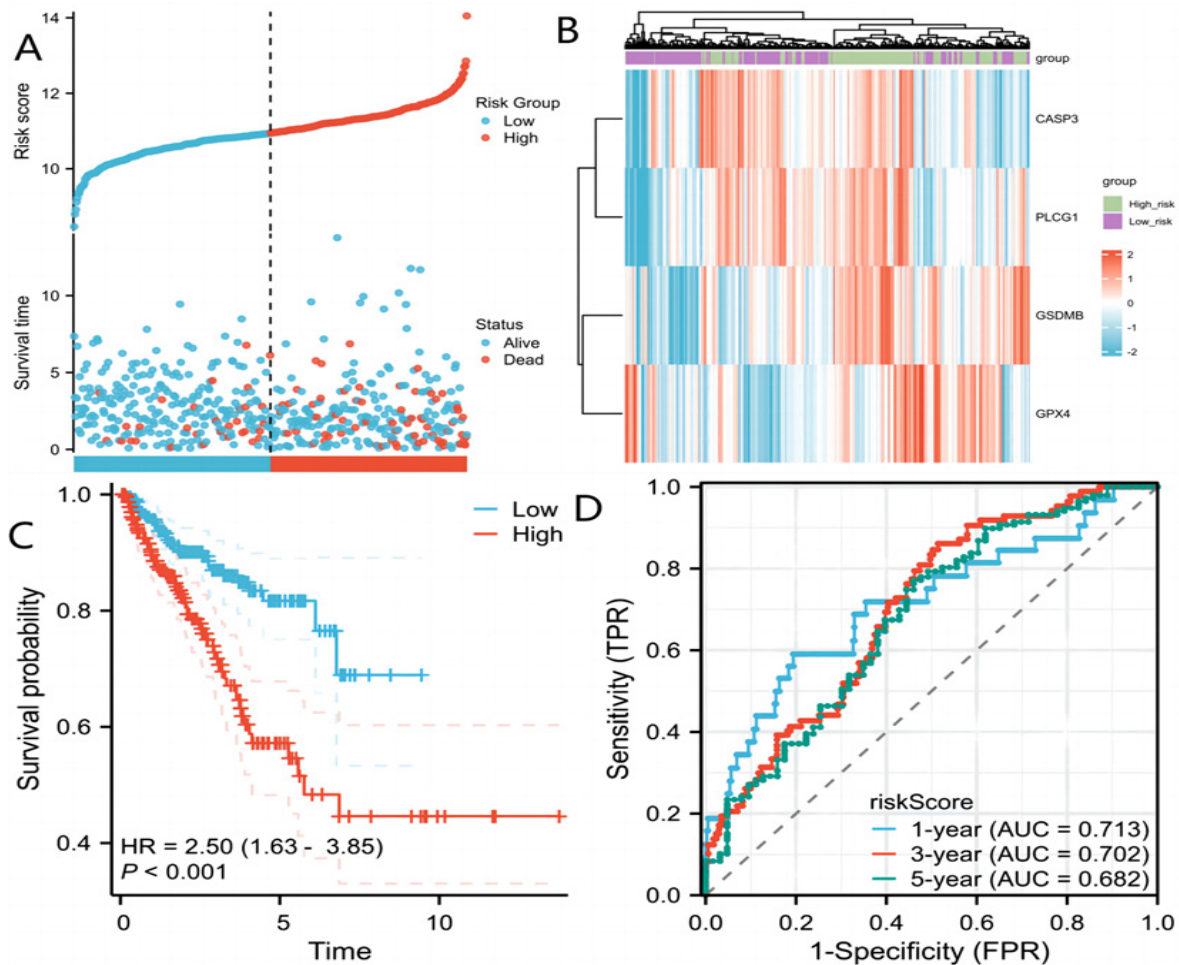 A
14
12
10
Risk score
Risk Group
Low
High
10
5
0
Survival time
Status
Alive
Dead
B
group
CASP3
PLCG1
GSDMB
GPX4
group
High_risk
Low_risk
2
1
0
-1
-2
C
1.0
0.8
0.6
0.4
Survival probability
Low
High
HR = 2.50 (1.63 - 3.85)
P < 0.001
0 5 10
Time
D
1.0
0.8
0.6
0.4
0.2
0.0
Sensitivity (TPR)
riskScore
1-year (AUC = 0.713)
3-year (AUC = 0.702)
5-year (AUC = 0.682)
0.0 0.2 0.4 0.6 0.8 1.0
1-Specificity (FPR)